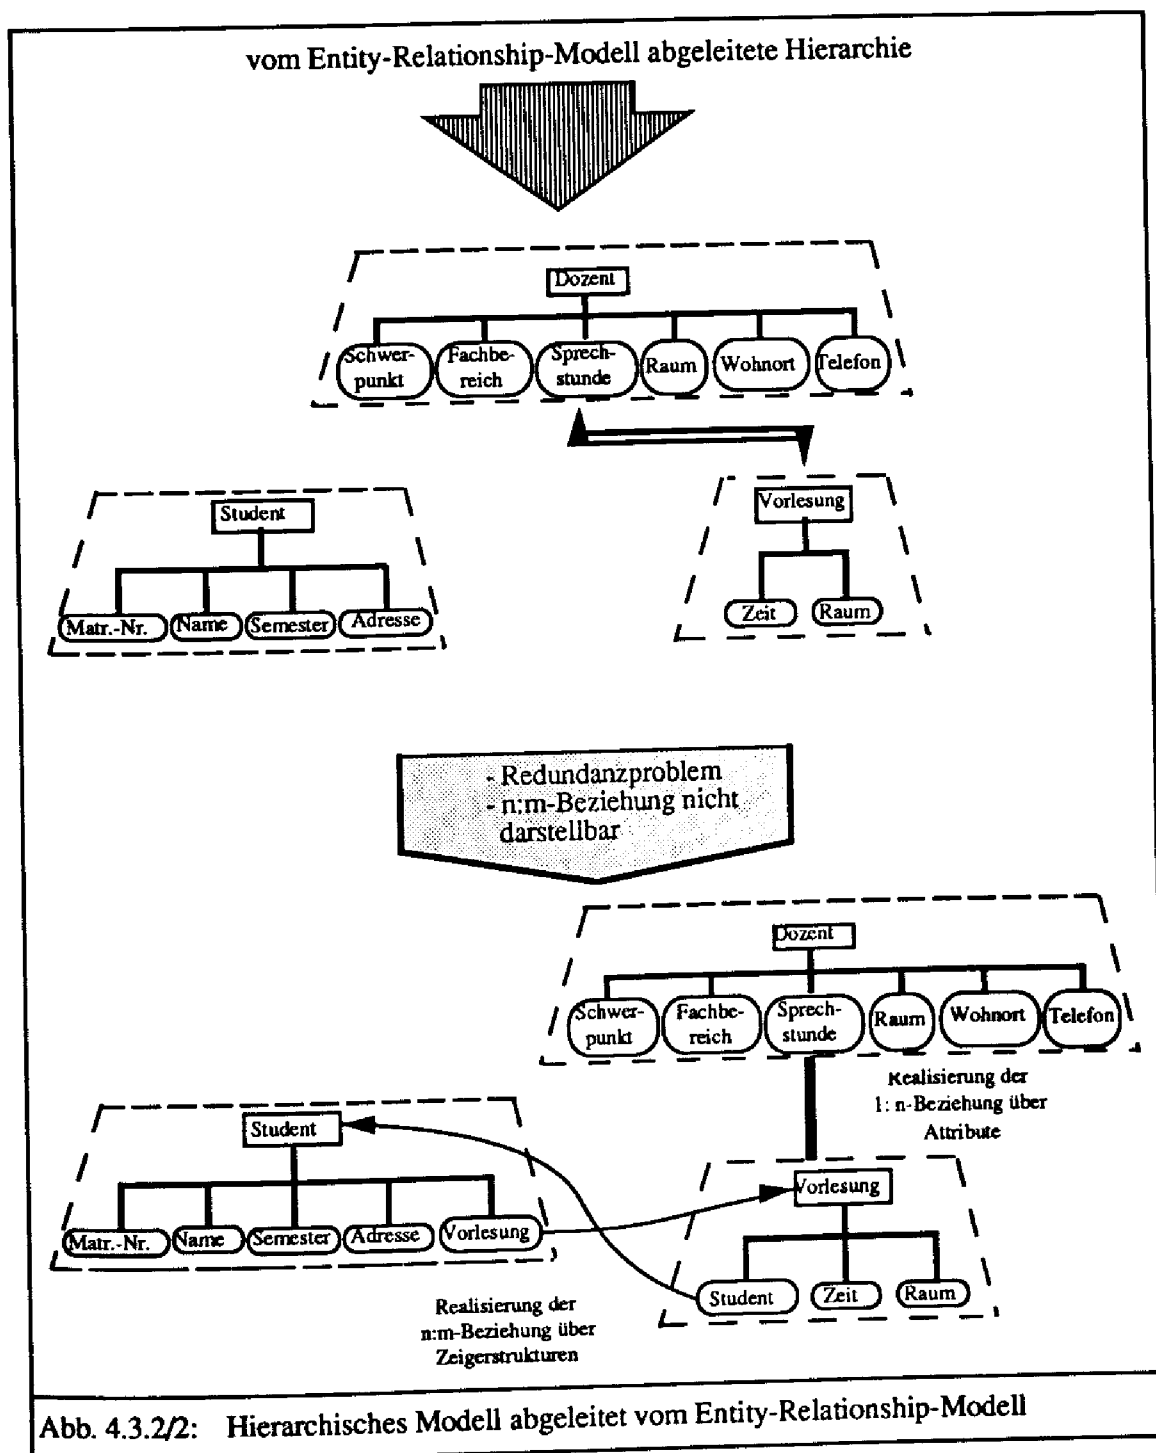 vom Entity-Relationship-Modell abgeleitete Hierarchie
Dozent
Schwer-
punkt
Fachbe-
reich
Sprech-
stunde
Raum
Wohnort
Telefon
Student
Matr.-Nr.
Name
Semester
Adresse
Vorlesung
Zeit
Raum
- Redundanzproblem
- n:m-Beziehung nicht
darstellbar
Dozent
Schwer-
punkt
Fachbe-
reich
Sprech-
stunde
Raum
Wohnort
Telefon
Realisierung der
1: n-Beziehung über
Attribute
Student
Matr.-Nr.
Name
Semester
Adresse
Vorlesung
Vorlesung
Student
Zeit
Raum
Realisierung der
n:m-Beziehung über
Zeigerstrukturen
Abb. 4.3.2/2: Hierarchisches Modell abgeleitet vom Entity-Relationship-Modell